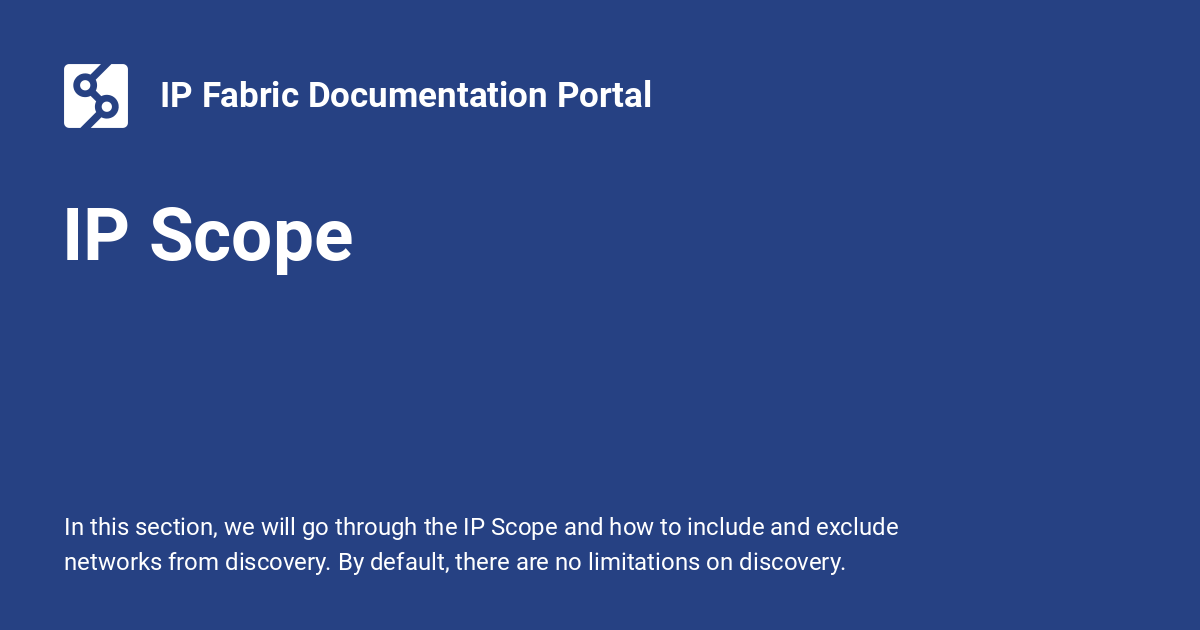 IP Fabric Documentation Portal
IP Scope
In this section, we will go through the IP Scope and how to include and exclude
networks from discovery. By default, there are no limitations on discovery.